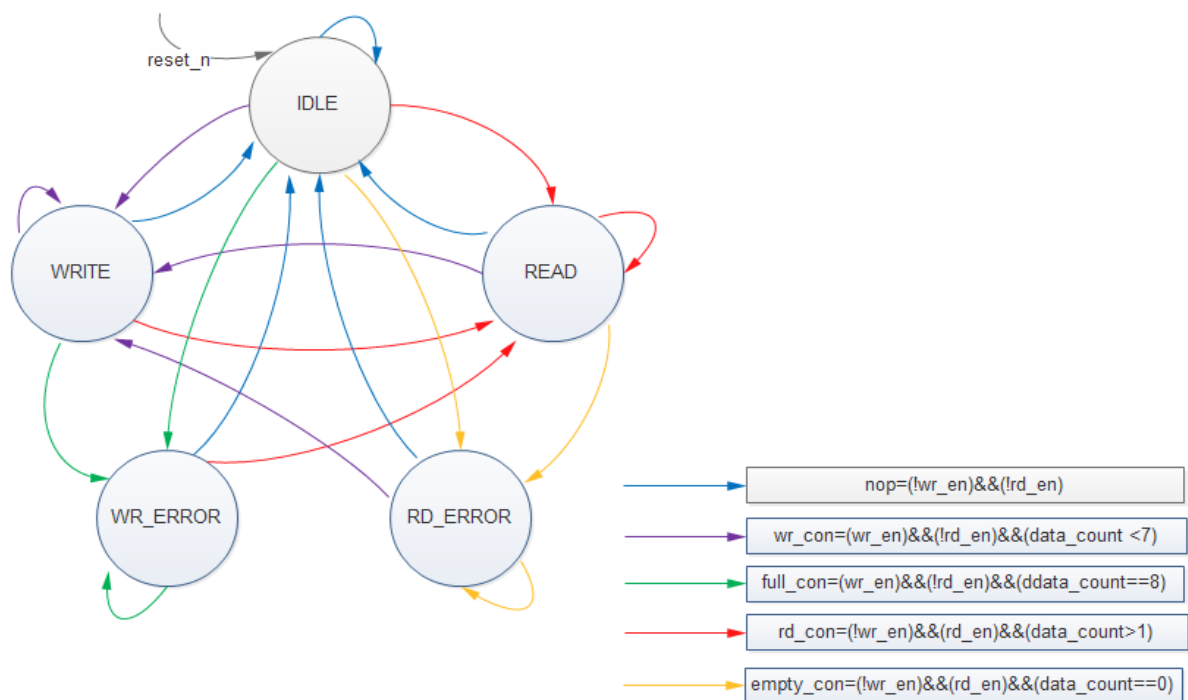 reset_n
IDLE
WRITE
READ
WR_ERROR
RD_ERROR
nop=(!wr_en)&&(!rd_en)
wr_con=(wr_en)&&(!rd_en)&&(data_count <7)
full_con=(wr_en)&&(!rd_en)&&(ddata_count==8)
rd_con=(!wr_en)&&(rd_en)&&(data_count>1)
empty_con=(!wr_en)&&(rd_en)&&(data_count==0)